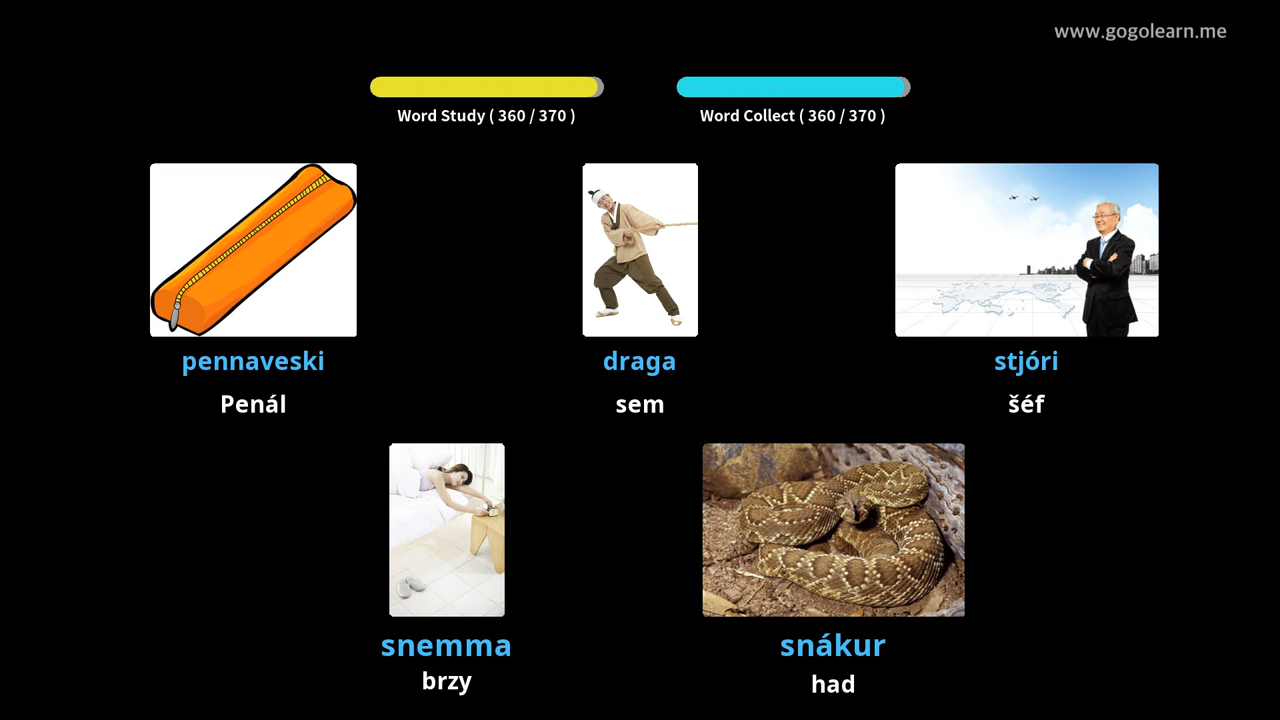 www.gogolearn.me
Word Study ( 360 / 370 )
Word Collect ( 360 / 370 )
pennaveski
draga
stjóri
Penál
sem
šéf
snemma
snákur
brzy
had